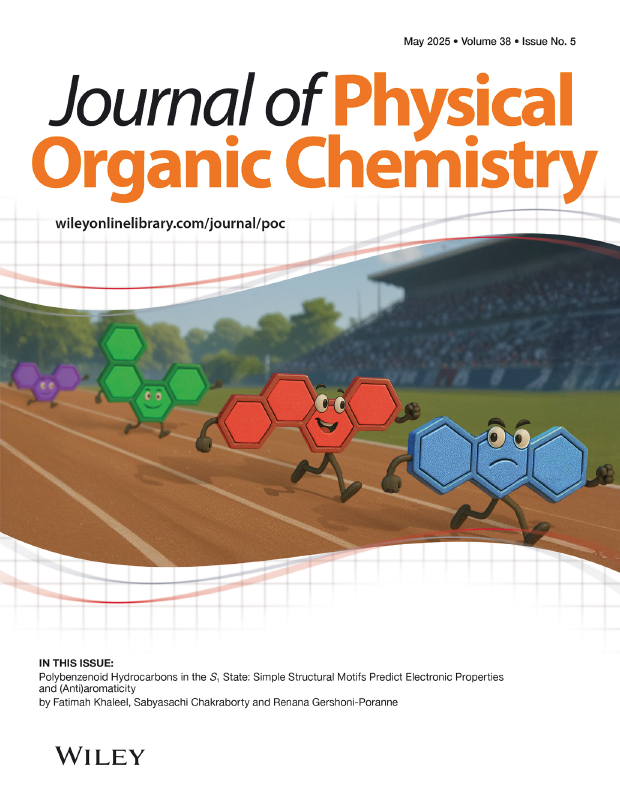 May 2025 • Volume 38 • Issue No. 5
Journal of Physical
Organic Chemistry
wileyonlinelibrary.com/journal/poc
IN THIS ISSUE:
Polybenzenoid Hydrocarbons in the S₁ State: Simple Structural Motifs Predict Electronic Properties
and (Anti)aromaticity
by Fatimah Khaleel, Sabyasachi Chakraborty and Renana Gershoni-Poranne
WILEY